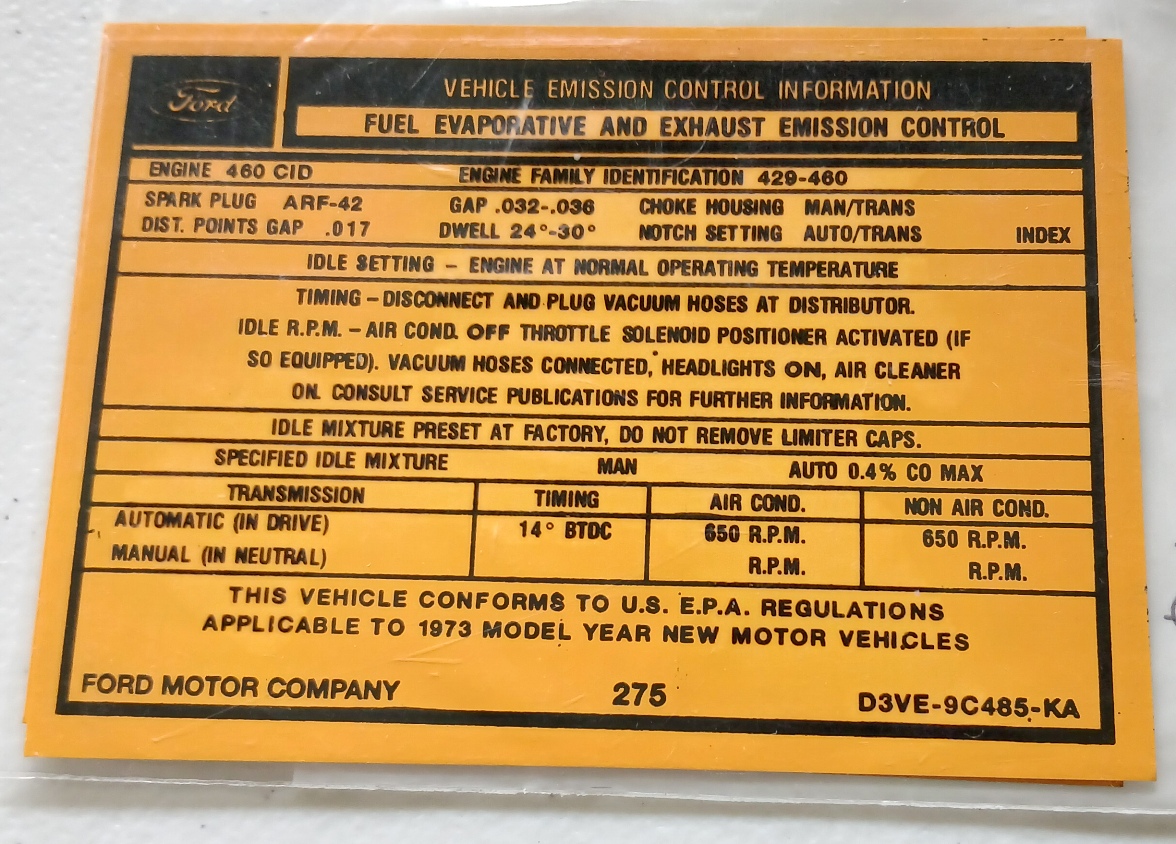 Ford
VEHICLE EMISSION CONTROL INFORMATION
FUEL EVAPORATIVE AND EXHAUST EMISSION CONTROL
ENGINE 460 CID ENGINE FAMILY IDENTIFICATION 429-460
SPARK PLUG ARF-42 GAP .032-.036 CHOKE HOUSING MAN/TRANS
DIST. POINTS GAP .017 DWELL 24°-30° NOTCH SETTING AUTO/TRANS INDEX
IDLE SETTING – ENGINE AT NORMAL OPERATING TEMPERATURE
TIMING – DISCONNECT AND PLUG VACUUM HOSES AT DISTRIBUTOR.
IDLE R.P.M. – AIR COND. OFF THROTTLE SOLENOID POSITIONER ACTIVATED (IF
SO EQUIPPED). VACUUM HOSES CONNECTED, HEADLIGHTS ON, AIR CLEANER
ON. CONSULT SERVICE PUBLICATIONS FOR FURTHER INFORMATION.
IDLE MIXTURE PRESET AT FACTORY, DO NOT REMOVE LIMITER CAPS.
SPECIFIED IDLE MIXTURE MAN AUTO 0.4% CO MAX
TRANSMISSION TIMING AIR COND. NON AIR COND.
AUTOMATIC (IN DRIVE) 14° BTDC 650 R.P.M. 650 R.P.M.
MANUAL (IN NEUTRAL) R.P.M. R.P.M.
THIS VEHICLE CONFORMS TO U.S. E.P.A. REGULATIONS
APPLICABLE TO 1973 MODEL YEAR NEW MOTOR VEHICLES
FORD MOTOR COMPANY 275 D3VE-9C485-KA